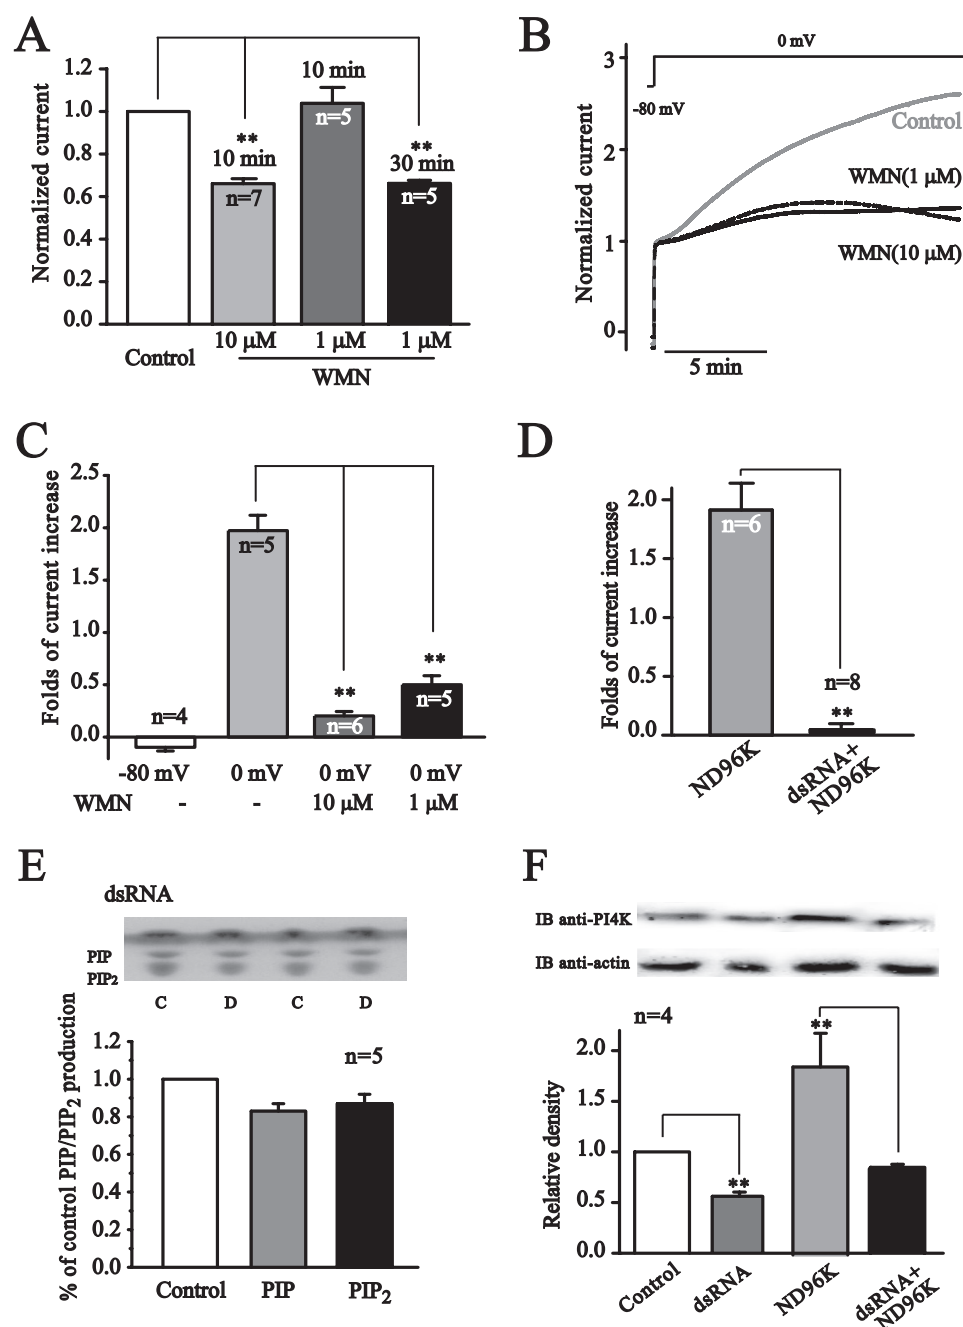 A
Normalized current
1.2
1.0
0.8
0.6
0.4
0.2
0.0
**
10 min
n=7
10 min
n=5
**
30 min
n=5
Control
10 μM
1 μM
1 μM
WMN
B
Normalized current
3
2
1
0
0 mV
-80 mV
Control
WMN(1 μM)
WMN(10 μM)
5 min
C
Folds of current increase
2.5
2.0
1.5
1.0
0.5
0.0
n=4
n=5
**
n=6
**
n=5
-80 mV
0 mV
0 mV
0 mV
WMN
-
-
10 μM
1 μM
D
Folds of current increase
2.0
1.5
1.0
0.5
0.0
n=6
n=8
**
ND96K
dsRNA+
ND96K
E
dsRNA
PIP
PIP2
C
D
C
D
% of control PIP/PIP2 production
1.2
1.0
0.8
0.6
0.4
0.2
0.0
n=5
Control
PIP
PIP2
F
IB anti-PI4K
IB anti-actin
n=4
Relative density
2.0
1.5
1.0
0.5
0.0
**
**
Control
dsRNA
ND96K
dsRNA+
ND96K